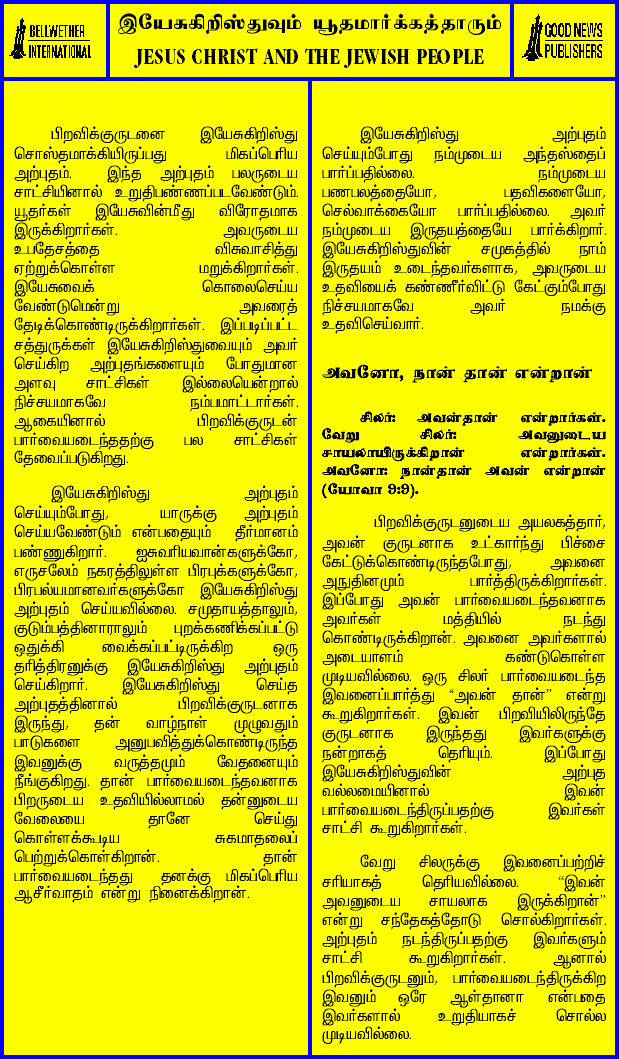 BELLWETHER
INTERNATIONAL
இயேசுகிறிஸ்துவும் யூதமார்க்கத்தாரும்
JESUS CHRIST AND THE JEWISH PEOPLE
GOOD NEWS
PUBLISHERS
பிறவிக்குருடனை இயேசுகிறிஸ்து
சொஸ்தமாக்கியிருப்பது மிகப்பெரிய
அற்புதம். இந்த அற்புதம் பலருடைய
சாட்சியினால் உறுதிபண்ணப்படவேண்டும்.
யூதர்கள் இயேசுவின்மீது விரோதமாக
இருக்கிறார்கள். அவருடைய
உபதேசத்தை விசுவாசித்து
ஏற்றுக்கொள்ள மறுக்கிறார்கள்.
இயேசுவைக் கொலைசெய்ய
வேண்டுமென்று அவரைத்
தேடிக்கொண்டிருக்கிறார்கள். இப்படிப்பட்ட
சத்துருக்கள் இயேசுகிறிஸ்துவையும் அவர்
செய்கிற அற்புதங்களையும் போதுமான
அளவு சாட்சிகள் இல்லையென்றால்
நிச்சயமாகவே நம்பமாட்டார்கள்.
ஆகையினால் பிறவிக்குருடன்
பார்வையடைந்ததற்கு பல சாட்சிகள்
தேவைப்படுகிறது.
இயேசுகிறிஸ்து அற்புதம்
செய்யும்போது, யாருக்கு அற்புதம்
செய்யவேண்டும் என்பதையும் தீர்மானம்
பண்ணுகிறார். ஐசுவரியவான்களுக்கோ,
எருசலேம் நகரத்திலுள்ள பிரபுக்களுக்கோ,
பிரபல்யமானவர்களுக்கோ இயேசுகிறிஸ்து
அற்புதம் செய்யவில்லை. சமுதாயத்தாலும்,
குடும்பத்தினாராலும் புறக்கணிக்கப்பட்டு
ஒதுக்கி வைக்கப்பட்டிருக்கிற ஒரு
தரித்திரனுக்கு இயேசுகிறிஸ்து அற்புதம்
செய்கிறார். இயேசுகிறிஸ்து செய்த
அற்புதத்தினால் பிறவிக்குருடனாக
இருந்து, தன் வாழ்நாள் முழுவதும்
பாடுகளை அனுபவித்துக்கொண்டிருந்த
இவனுக்கு வருத்தமும் வேதனையும்
நீங்குகிறது. தான் பார்வையடைந்தவனாக
பிறருடைய உதவியில்லாமல் தன்னுடைய
வேலையை தானே செய்து
கொள்ளக்கூடிய சுகமாதலைப்
பெற்றுக்கொள்கிறான். தான்
பார்வையடைந்தது தனக்கு மிகப்பெரிய
ஆசீர்வாதம் என்று நினைக்கிறான்.
இயேசுகிறிஸ்து அற்புதம்
செய்யும்போது நம்முடைய அந்தஸ்தைப்
பார்ப்பதில்லை. நம்முடைய
பணபலத்தையோ, பதவிகளையோ,
செல்வாக்கையோ பார்ப்பதில்லை. அவர்
நம்முடைய இருதயத்தையே பார்க்கிறார்.
இயேசுகிறிஸ்துவின் சமுகத்தில் நாம்
இருதயம் உடைந்தவர்களாக, அவருடைய
உதவியைக் கண்ணீர்விட்டு கேட்கும்போது
நிச்சயமாகவே அவர் நமக்கு
உதவிசெய்வார்.
அவனோ, நான் தான் என்றான்
சிலர்: அவன்தான் என்றார்கள்.
வேறு சிலர்: அவனுடைய
சாயலாயிருக்கிறான் என்றார்கள்.
அவனோ: நான்தான் அவன் என்றான்
(யோவா 9:9).
பிறவிக்குருடனுடைய அயலகத்தார்,
அவன் குருடனாக உட்கார்ந்து பிச்சை
கேட்டுக்கொண்டிருந்தபோது, அவனை
அநுதினமும் பார்த்திருக்கிறார்கள்.
இப்போது அவன் பார்வையடைந்தவனாக
அவர்கள் மத்தியில் நடந்து
கொண்டிருக்கிறான். அவனை அவர்களால்
அடையாளம் கண்டுகொள்ள
முடியவில்லை. ஒரு சிலர் பார்வையடைந்த
இவனைப்பார்த்து “அவன் தான்” என்று
கூறுகிறார்கள். இவன் பிறவியிலிருந்தே
குருடனாக இருந்தது இவர்களுக்கு
நன்றாகத் தெரியும். இப்போது
இயேசுகிறிஸ்துவின் அற்புத
வல்லமையினால் இவன்
பார்வையடைந்திருப்பதற்கு இவர்கள்
சாட்சி கூறுகிறார்கள்.
வேறு சிலருக்கு இவனைப்பற்றிச்
சரியாகத் தெரியவில்லை. “இவன்
அவனுடைய சாயலாக இருக்கிறான்”
என்று சந்தேகத்தோடு சொல்கிறார்கள்.
அற்புதம் நடந்திருப்பதற்கு இவர்களும்
சாட்சி கூறுகிறார்கள். ஆனால்
பிறவிக்குருடனும், பார்வையடைந்திருக்கிற
இவனும் ஒரே ஆள்தானா என்பதை
இவர்களால் உறுதியாகச் சொல்ல
முடியவில்லை.